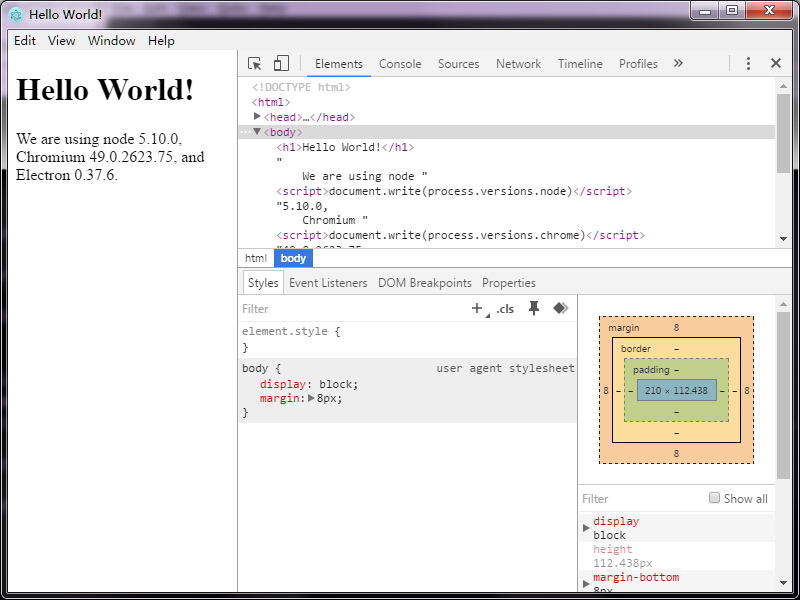 Hello World!
Edit View Window Help
Hello World!
We are using node 5.10.0,
Chromium 49.0.2623.75, and
Electron 0.37.6.
Elements Console Sources Network Timeline Profiles »
<!DOCTYPE html>
<html>
<head>…</head>
<body>
<h1>Hello World!</h1>
"
We are using node "
<script>document.write(process.versions.node)</script>
"5.10.0,
Chromium "
<script>document.write(process.versions.chrome)</script>
"49.0.2623.75
html body
Styles Event Listeners DOM Breakpoints Properties
Filter + .cls
element.style {
}
body { user agent stylesheet
display: block;
margin: 8px;
}
margin 8
border –
padding –
8 – – 210 × 112.438 – – 8
–
–
8
Filter Show all
display
block
height
112.438px
margin-bottom
8px